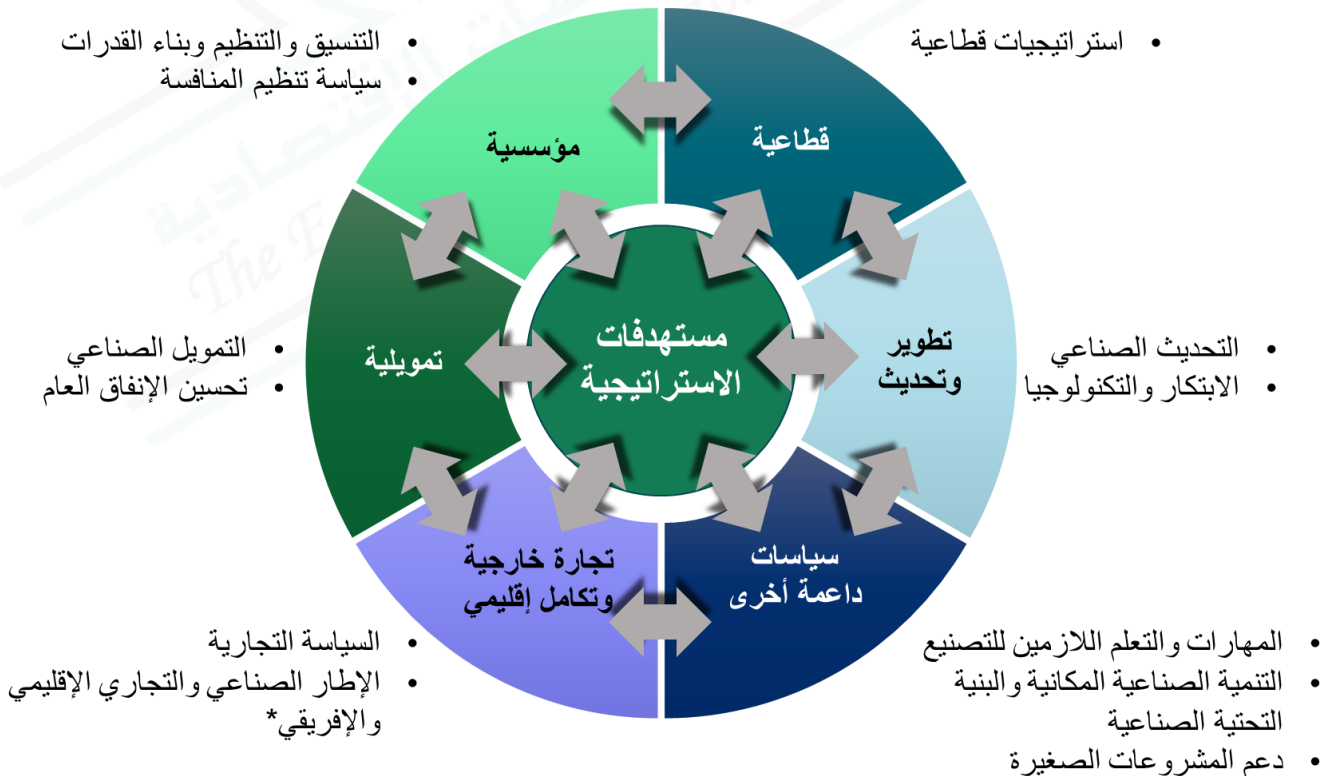 • استراتيجيات قطاعية
• التنسيق والتنظيم وبناء القدرات
• سياسة تنظيم المنافسة
قطاعية
مؤسسية
مستهدفات
الاستراتيجية
تطوير
وتحديث
تمويلية
• التحديث الصناعي
• الابتكار والتكنولوجيا
• التمويل الصناعي
• تحسين الإنفاق العام
سياسات
داعمة أخرى
تجارة خارجية
وتكامل إقليمي
• المهارات والتعلم اللازمين للتصنيع
• التنمية الصناعية المكانية والبنية
التحتية الصناعية
• دعم المشروعات الصغيرة
• السياسة التجارية
• الإطار الصناعي والتجاري الإقليمي
والإفريقي*
The E